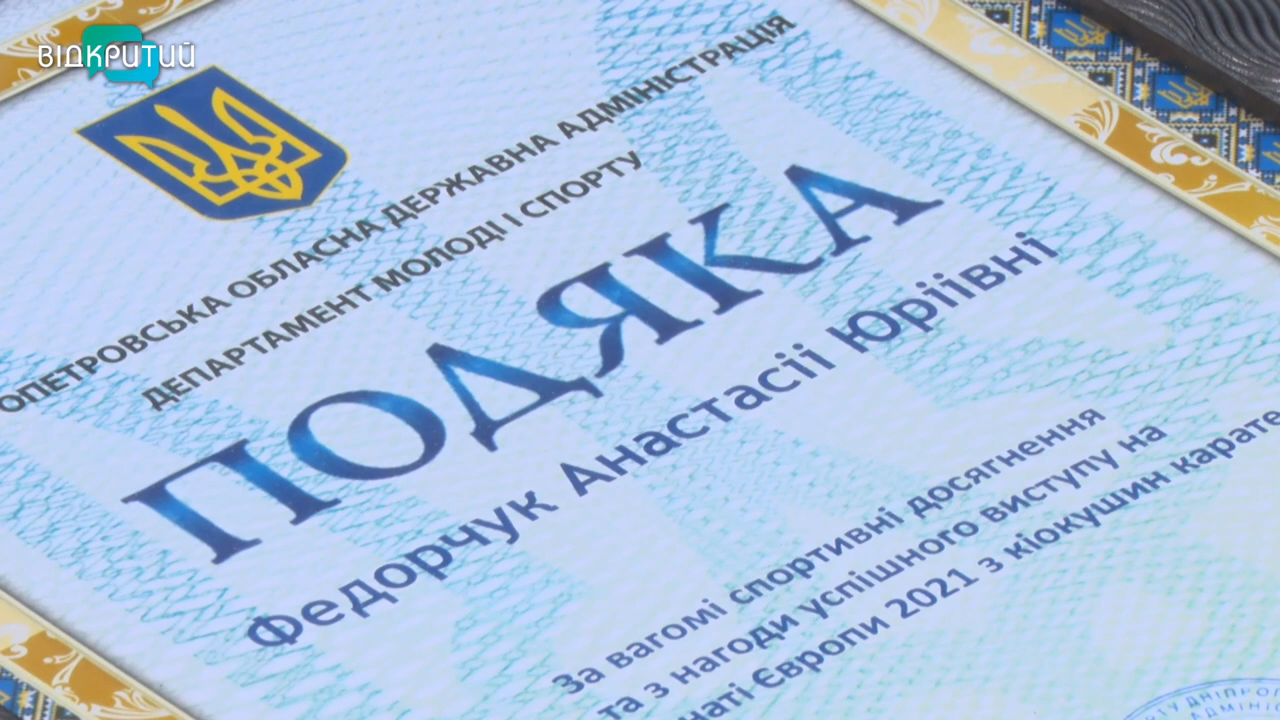 ВІДКРИТИЙ
ОПЕТРОВСЬКА ОБЛАСНА ДЕРЖАВНА АДМІНІСТРАЦІЯ
ДЕПАРТАМЕНТ МОЛОДІ І СПОРТУ
ПОДЯКА
Федорчук Анастасії Юріївні
За вагомі спортивні досягнення
та з нагоди успішного виступу на
наті Європи 2021 з кіокушин карате